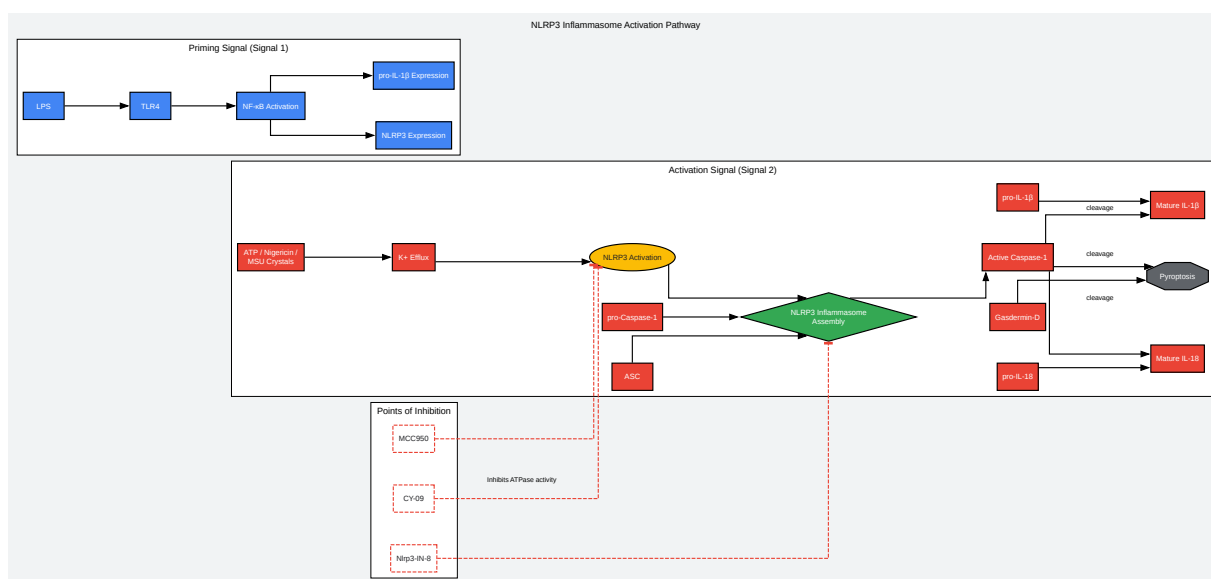 NLRP3 Inflammasome Activation Pathway
Priming Signal (Signal 1)
pro-IL-1β Expression
LPS
TLR4
NF-κB Activation
NLRP3 Expression
Activation Signal (Signal 2)
pro-IL-1β
cleavage
Mature IL-1β
ATP / Nigericin /
MSU Crystals
K+ Efflux
NLRP3 Activation
Active Caspase-1
cleavage
Pyroptosis
cleavage
pro-Caspase-1
NLRP3 Inflammasome
Assembly
Gasdermin-D
ASC
pro-IL-18
Mature IL-18
Points of Inhibition
MCC950
Inhibits ATPase activity
CY-09
Nlrp3-IN-8